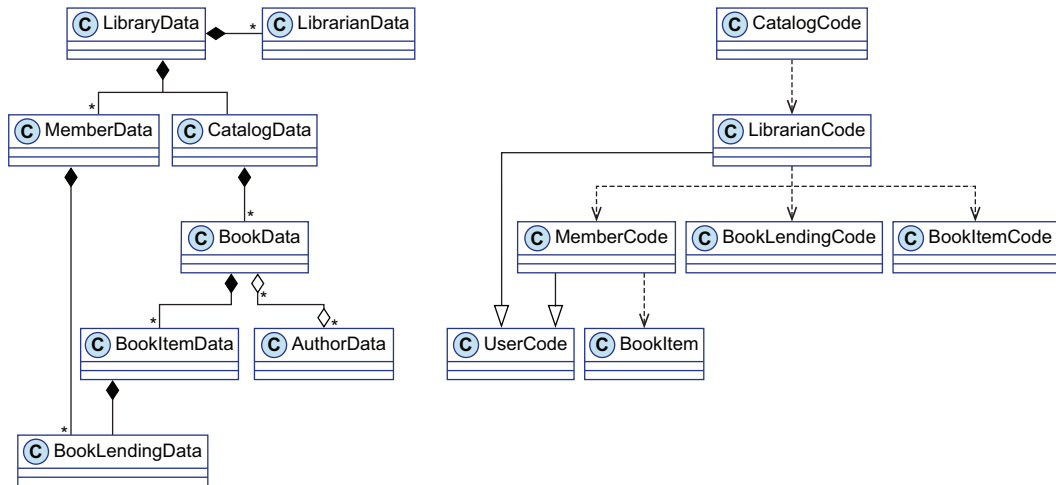 C LibraryData
* C LibrarianData
C CatalogCode
* C MemberData
C CatalogData
C LibrarianCode
* C BookData
C MemberCode
C BookLendingCode
C BookItemCode
* *
* C BookItemData
C AuthorData
C UserCode
C BookItem
* C BookLendingData